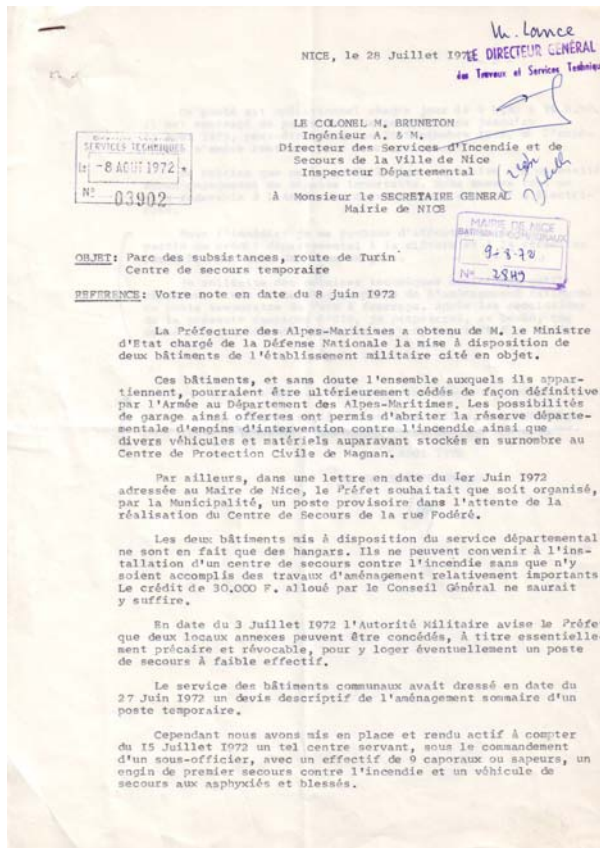 M. Lance
NICE, le 28 Juillet 1972
LE DIRECTEUR GÉNÉRAL
des Travaux et Services Techniqu
LE COLONEL M. BRUNETON
Ingénieur A. & M.
Directeur des Services d'Incendie et de
Secours de la Ville de Nice
Inspecteur Départemental
SERVICES TECHNIQUES
Le -8 AOUT 1972 *
N° 03902
À Monsieur le SECRETAIRE GENERAL
Mairie de NICE
MAIRIE DE NICE
BATIMENTS COMMUNAUX
9-8-72
N° 2849
OBJET: Parc des subsistances, route de Turin
Centre de secours temporaire
REFERENCE: Votre note en date du 8 juin 1972
La Préfecture des Alpes-Maritimes a obtenu de M. le Ministre
d'Etat chargé de la Défense Nationale la mise à disposition de
deux bâtiments de l'établissement militaire cité en objet.
Ces bâtiments, et sans doute l'ensemble auxquels ils appar-
tiennent, pourraient être ultérieurement cédés de façon définitive
par l'Armée au Département des Alpes-Maritimes. Les possibilités
de garage ainsi offertes ont permis d'abriter la réserve départe-
mentale d'engins d'intervention contre l'incendie ainsi que
divers véhicules et matériels auparavant stockés en surnombre au
Centre de Protection Civile de Magnan.
Par ailleurs, dans une lettre en date du Ier Juin I972
adressée au Maire de Nice, le Préfet souhaitait que soit organisé,
par la Municipalité, un poste provisoire dans l'attente de la
réalisation du Centre de Secours de la rue Fodéré.
Les deux bâtiments mis à disposition du service départemental
ne sont en fait que des hangars. Ils ne peuvent convenir à l'ins-
tallation d'un centre de secours contre l'incendie sans que n'y
soient accomplis des travaux d'aménagement relativement importants
Le crédit de 30.000 F. alloué par le Conseil Général ne saurait
y suffire.
En date du 3 Juillet I972 l'Autorité Militaire avise le Préfe
que deux locaux annexes peuvent être concédés, à titre essentielle
ment précaire et révocable, pour y loger éventuellement un poste
de secours à faible effectif.
Le service des bâtiments communaux avait dressé en date du
27 Juin I972 un devis descriptif de l'aménagement sommaire d'un
poste temporaire.
Cependant nous avons mis en place et rendu actif à compter
du I5 Juillet I972 un tel centre servant, sous le commandement
d'un sous-officier, avec un effectif de 9 caporaux ou sapeurs, un
engin de premier secours contre l'incendie et un véhicule de
secours aux asphyxiés et blessés.